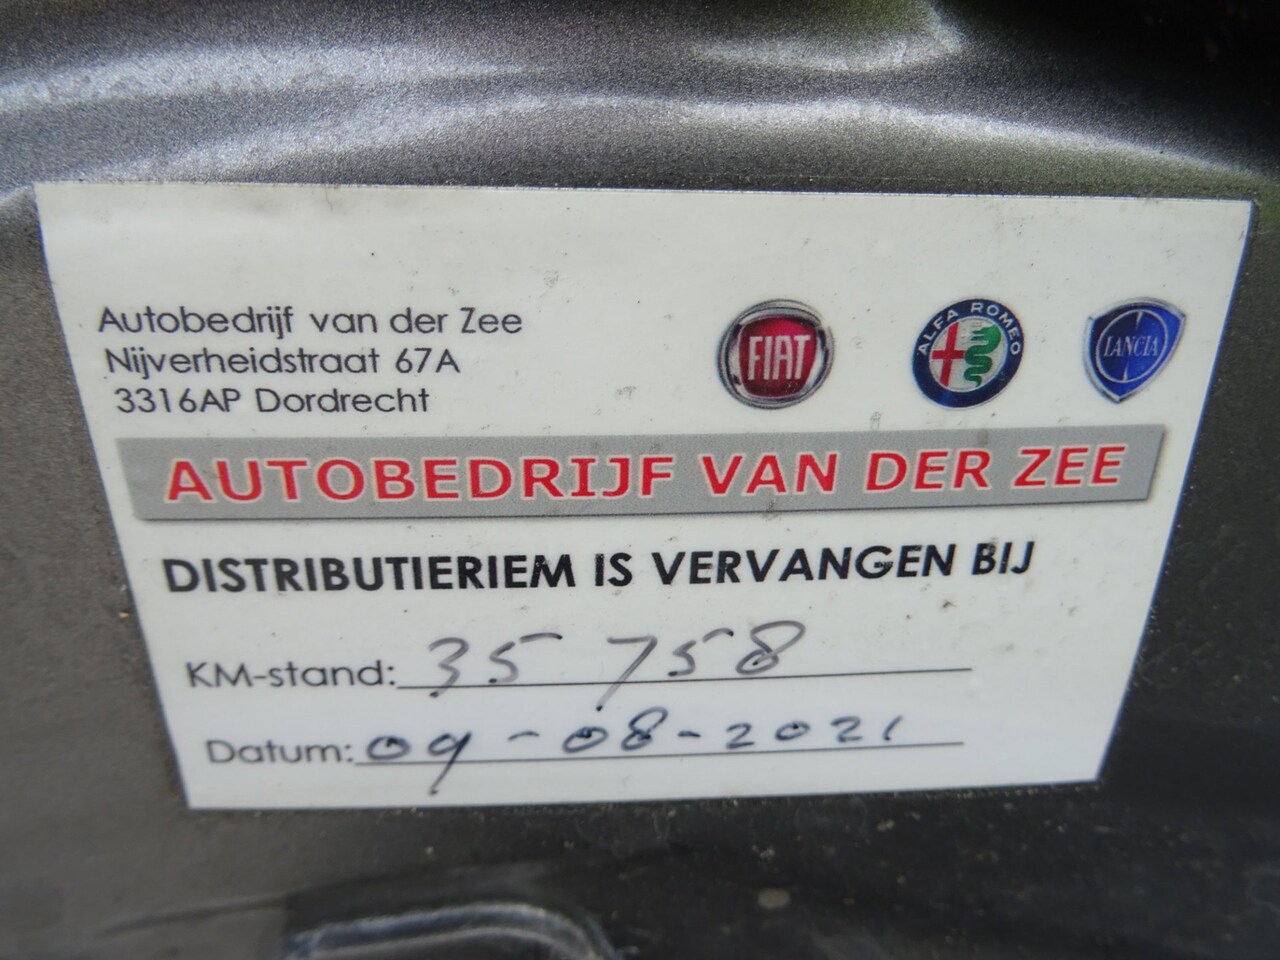 Autobedrijf van der Zee
Nijverheidstraat 67A
3316AP Dordrecht
FIAT
ALFA ROMEO
LANCIA
AUTOBEDRIJF VAN DER ZEE
DISTRIBUTIERIEM IS VERVANGEN BIJ
KM-stand: 35 758
Datum: 09-08-2021